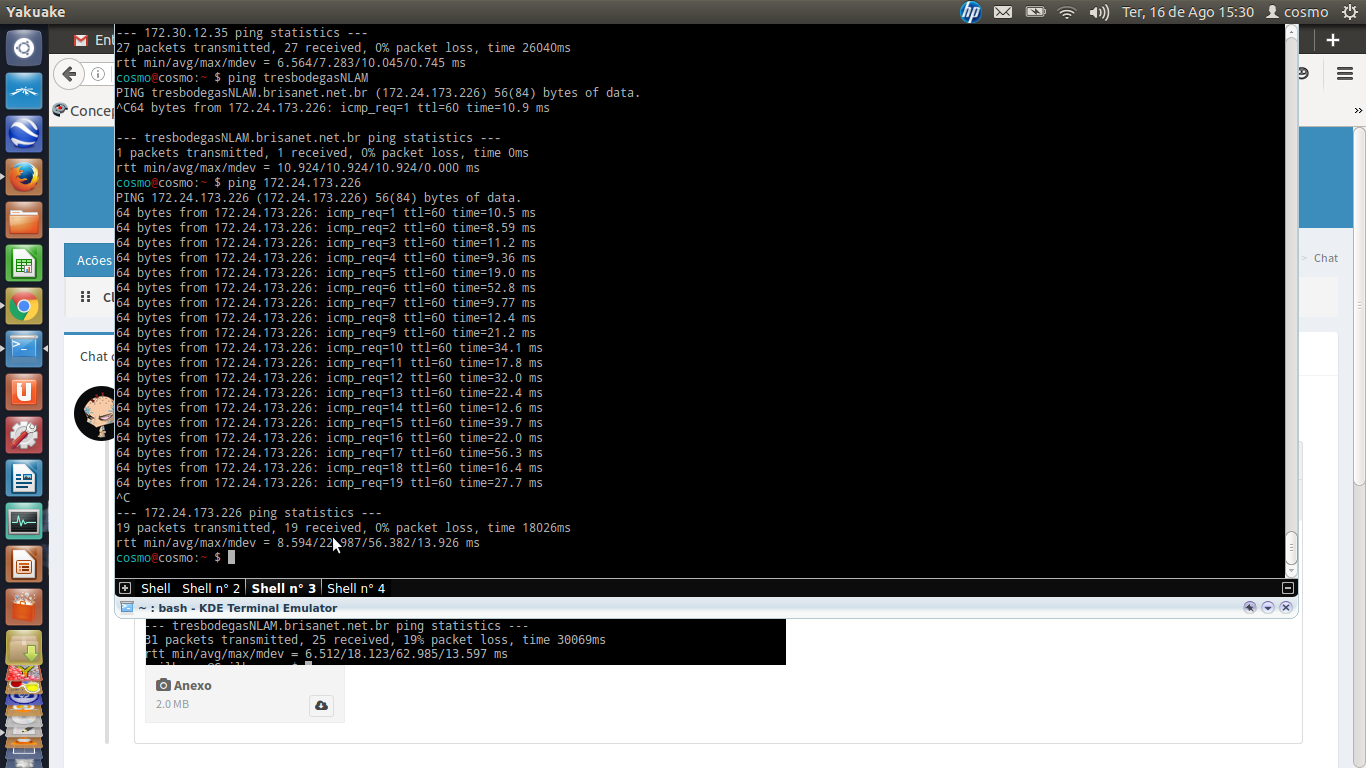 Yakuake
hp
Ter, 16 de Ago 15:30
cosmo
--- 172.30.12.35 ping statistics ---
27 packets transmitted, 27 received, 0% packet loss, time 26040ms
rtt min/avg/max/mdev = 6.564/7.283/10.045/0.745 ms
cosmo@cosmo:~ $ ping tresbodegasNLAM
PING tresbodegasNLAM.brisanet.net.br (172.24.173.226) 56(84) bytes of data.
^C64 bytes from 172.24.173.226: icmp_req=1 ttl=60 time=10.9 ms
--- tresbodegasNLAM.brisanet.net.br ping statistics ---
1 packets transmitted, 1 received, 0% packet loss, time 0ms
rtt min/avg/max/mdev = 10.924/10.924/10.924/0.000 ms
cosmo@cosmo:~ $ ping 172.24.173.226
PING 172.24.173.226 (172.24.173.226) 56(84) bytes of data.
64 bytes from 172.24.173.226: icmp_req=1 ttl=60 time=10.5 ms
64 bytes from 172.24.173.226: icmp_req=2 ttl=60 time=8.59 ms
64 bytes from 172.24.173.226: icmp_req=3 ttl=60 time=11.2 ms
64 bytes from 172.24.173.226: icmp_req=4 ttl=60 time=9.36 ms
64 bytes from 172.24.173.226: icmp_req=5 ttl=60 time=19.0 ms
64 bytes from 172.24.173.226: icmp_req=6 ttl=60 time=52.8 ms
64 bytes from 172.24.173.226: icmp_req=7 ttl=60 time=9.77 ms
64 bytes from 172.24.173.226: icmp_req=8 ttl=60 time=12.4 ms
64 bytes from 172.24.173.226: icmp_req=9 ttl=60 time=21.2 ms
64 bytes from 172.24.173.226: icmp_req=10 ttl=60 time=34.1 ms
64 bytes from 172.24.173.226: icmp_req=11 ttl=60 time=17.8 ms
64 bytes from 172.24.173.226: icmp_req=12 ttl=60 time=32.0 ms
64 bytes from 172.24.173.226: icmp_req=13 ttl=60 time=22.4 ms
64 bytes from 172.24.173.226: icmp_req=14 ttl=60 time=12.6 ms
64 bytes from 172.24.173.226: icmp_req=15 ttl=60 time=39.7 ms
64 bytes from 172.24.173.226: icmp_req=16 ttl=60 time=22.0 ms
64 bytes from 172.24.173.226: icmp_req=17 ttl=60 time=56.3 ms
64 bytes from 172.24.173.226: icmp_req=18 ttl=60 time=16.4 ms
64 bytes from 172.24.173.226: icmp_req=19 ttl=60 time=27.7 ms
^C
--- 172.24.173.226 ping statistics ---
19 packets transmitted, 19 received, 0% packet loss, time 18026ms
rtt min/avg/max/mdev = 8.594/22.987/56.382/13.926 ms
cosmo@cosmo:~ $
Shell Shell n° 2 Shell n° 3 Shell n° 4
~ : bash - KDE Terminal Emulator
Ent
Concep
Acões
> Chat
Cl
Chat
--- tresbodegasNLAM.brisanet.net.br ping statistics ---
31 packets transmitted, 25 received, 19% packet loss, time 30069ms
rtt min/avg/max/mdev = 6.512/18.123/62.985/13.597 ms
Anexo
2.0 MB